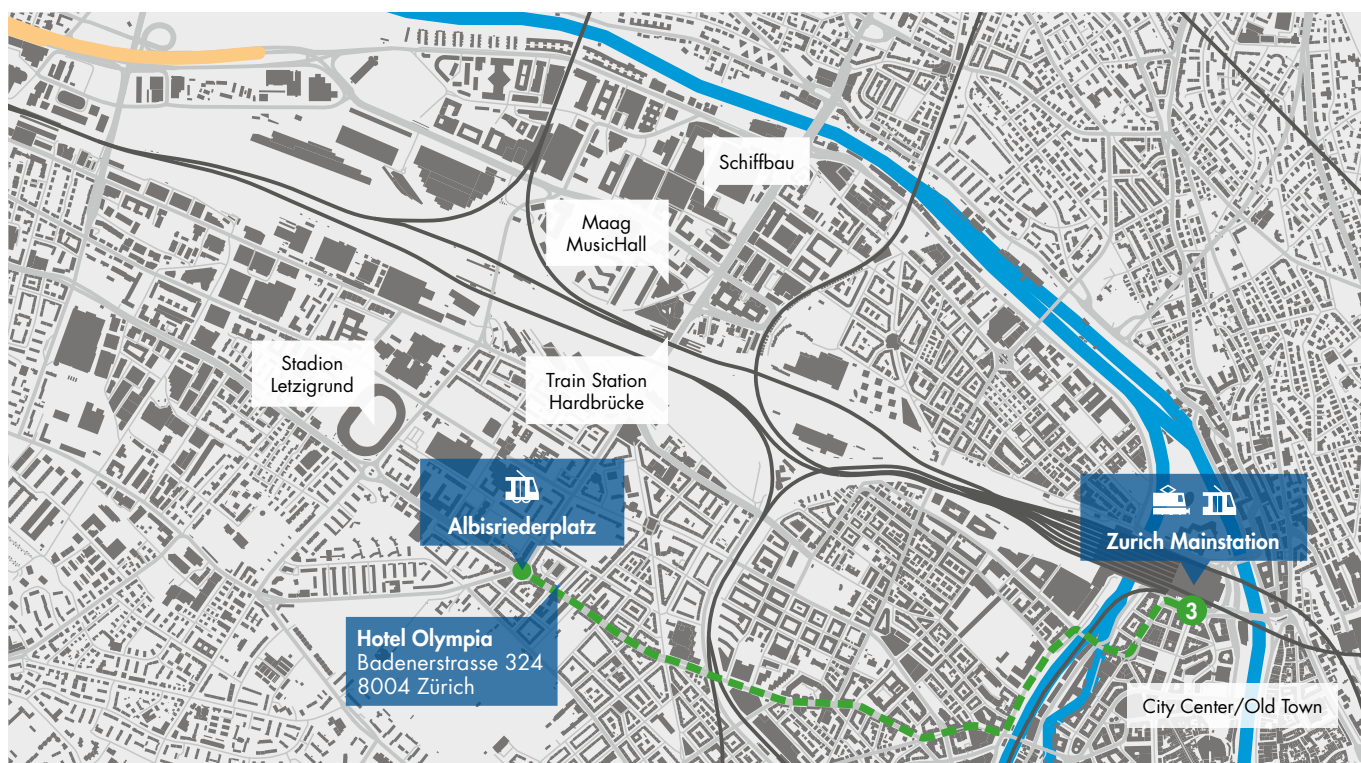 Schiffbau
Maag
MusicHall
Stadion
Letzigrund
Train Station
Hardbrücke
Albisriederplatz
Zurich Mainstation
3
Hotel Olympia
Badenerstrasse 324
8004 Zürich
City Center/Old Town